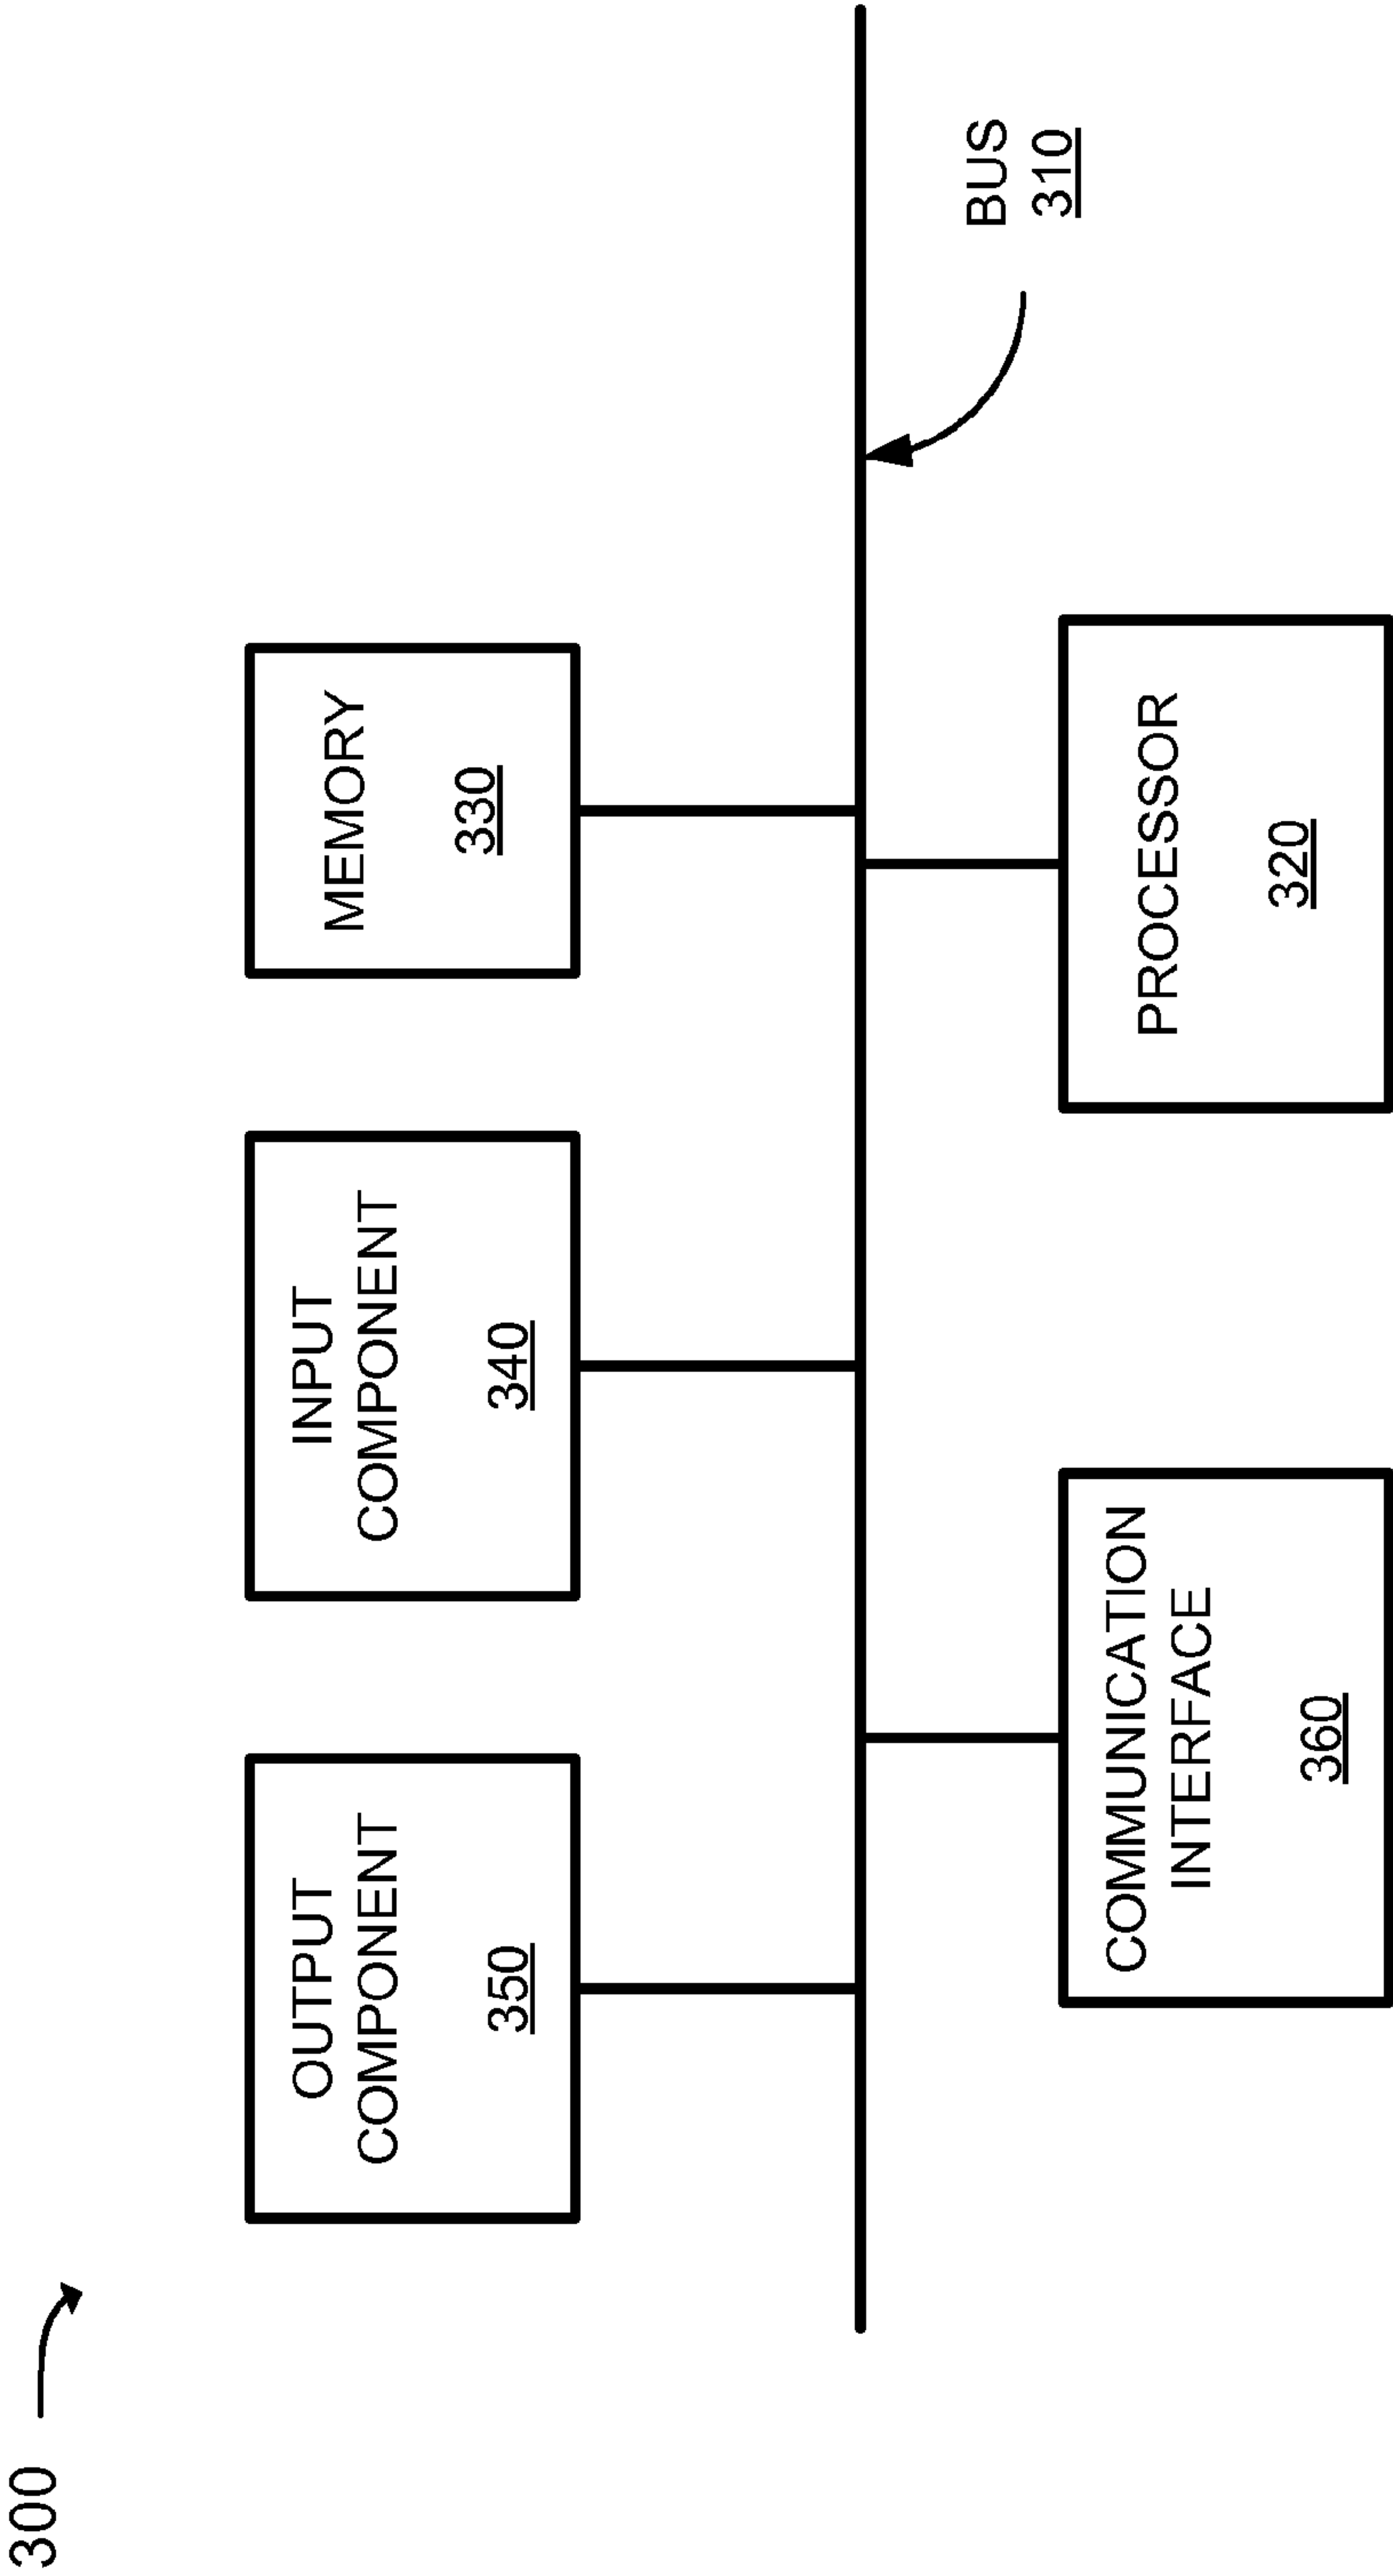 300
OUTPUT
COMPONENT
350
INPUT
COMPONENT
340
MEMORY
330
BUS
310
COMMUNICATION
INTERFACE
360
PROCESSOR
320